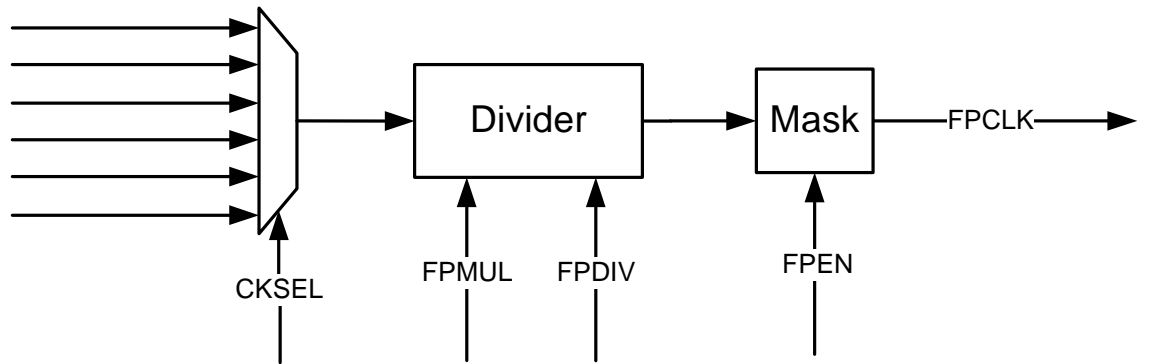 Divider
Mask
FPCLK
CKSEL
FPMUL
FPDIV
FPEN